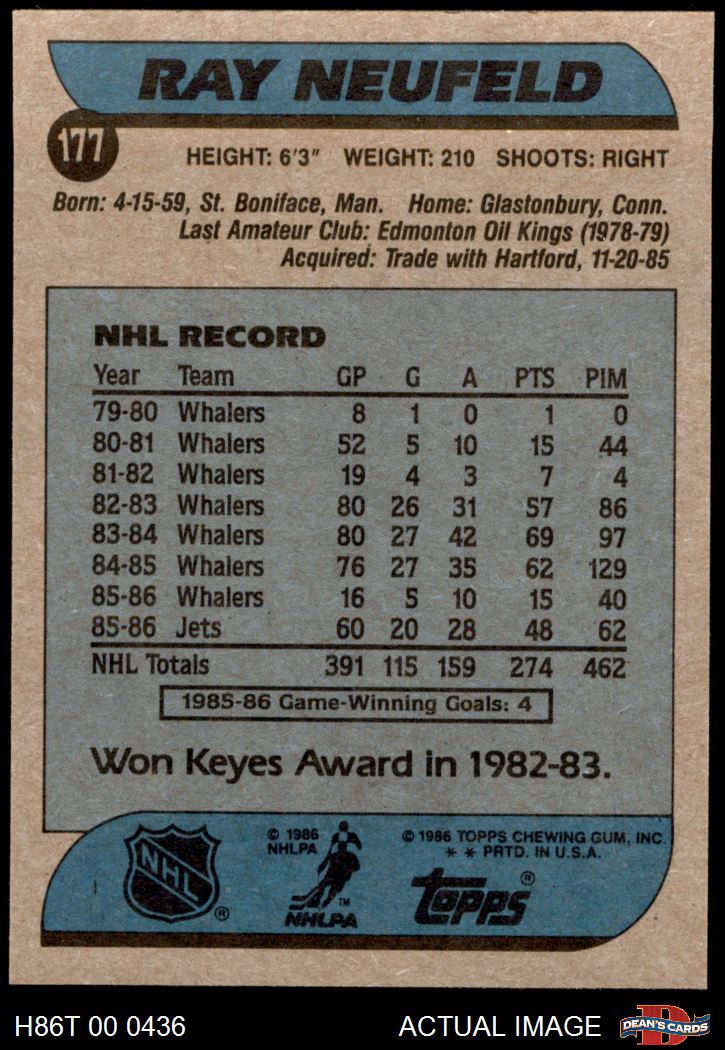 RAY NEUFELD
177
HEIGHT: 6'3" WEIGHT: 210 SHOOTS: RIGHT
Born: 4-15-59, St. Boniface, Man. Home: Glastonbury, Conn.
Last Amateur Club: Edmonton Oil Kings (1978-79)
Acquired: Trade with Hartford, 11-20-85
NHL RECORD
Year Team GP G A PTS PIM
79-80 Whalers 8 1 0 1 0
80-81 Whalers 52 5 10 15 44
81-82 Whalers 19 4 3 7 4
82-83 Whalers 80 26 31 57 86
83-84 Whalers 80 27 42 69 97
84-85 Whalers 76 27 35 62 129
85-86 Whalers 16 5 10 15 40
85-86 Jets 60 20 28 48 62
NHL Totals 391 115 159 274 462
1985-86 Game-Winning Goals: 4
Won Keyes Award in 1982-83.
NHL ®
© 1986
NHLPA
TM
NHLPA
© 1986 TOPPS CHEWING GUM, INC.
* * PRTD. IN U.S.A.
TOPPS ®
H86T 00 0436 ACTUAL IMAGE
D
DEAN'S CARDS